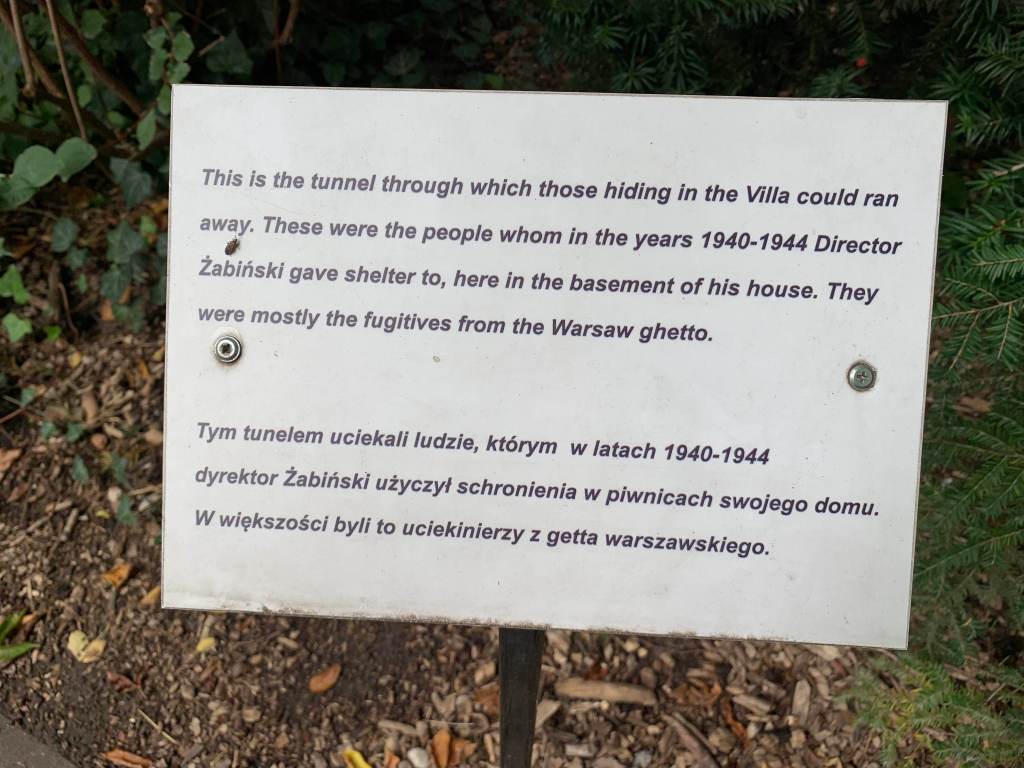 This is the tunnel through which those hiding in the Villa could ran
away. These were the people whom in the years 1940-1944 Director
Żabiński gave shelter to, here in the basement of his house. They
were mostly the fugitives from the Warsaw ghetto.
Tym tunelem uciekali ludzie, którym  w latach 1940-1944
dyrektor Żabiński użyczył schronienia w piwnicach swojego domu.
W większości byli to uciekinierzy z getta warszawskiego.